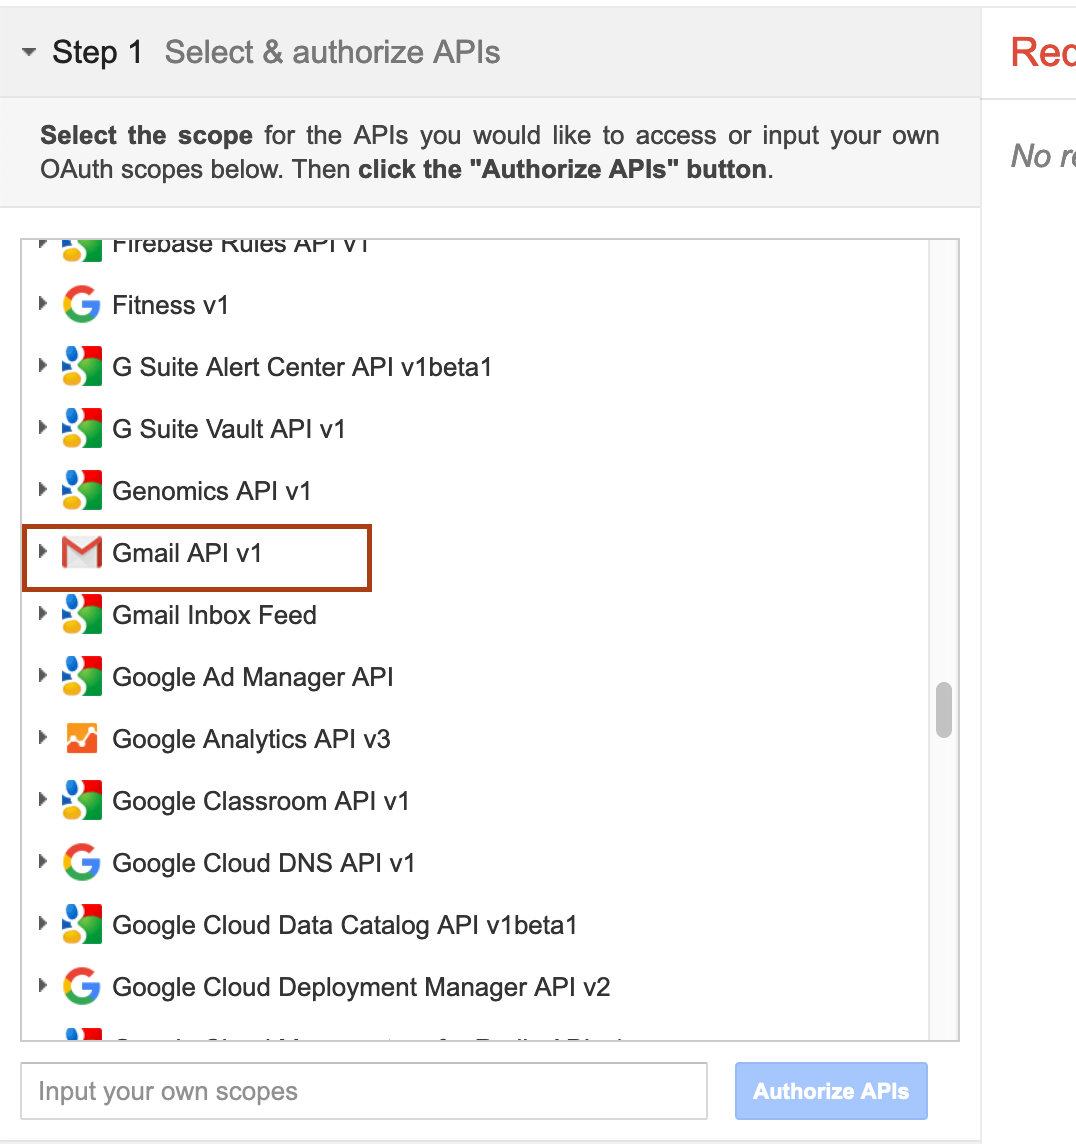 Step 1 Select & authorize APIs
Select the scope for the APIs you would like to access or input your own
OAuth scopes below. Then click the "Authorize APIs" button.
Firebase Rules API v1
Fitness v1
G Suite Alert Center API v1beta1
G Suite Vault API v1
Genomics API v1
Gmail API v1
Gmail Inbox Feed
Google Ad Manager API
Google Analytics API v3
Google Classroom API v1
Google Cloud DNS API v1
Google Cloud Data Catalog API v1beta1
Google Cloud Deployment Manager API v2
Input your own scopes
Authorize APIs
No